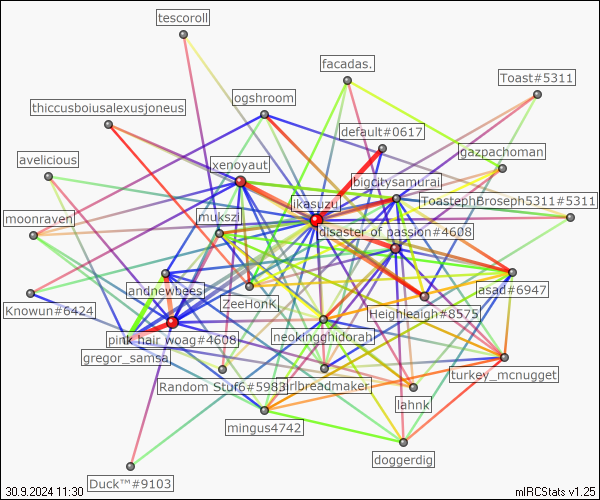 tescoroll
facadas.
Toast#5311
ogshroom
thiccusboiusalexusjoneus
default#0617
gazpachoman
avelicious
xenoyaut
bigcitysamurai
ikasuzu
ToastephBroseph5311#5311
moonraven
mukszi
disaster of passion#4608
andnewbees
ZeeHonK
asad#6947
Knowun#6424
Heighleaigh#8575
pink hair woag#4608
neokingghidorah
gregor_samsa
turkey_mcnugget
Random Stuf6#5983
irlbreadmaker
lahnk
mingus4742
doggerdig
Duck™#9103
30.9.2024 11:30
mIRCStats v1.25